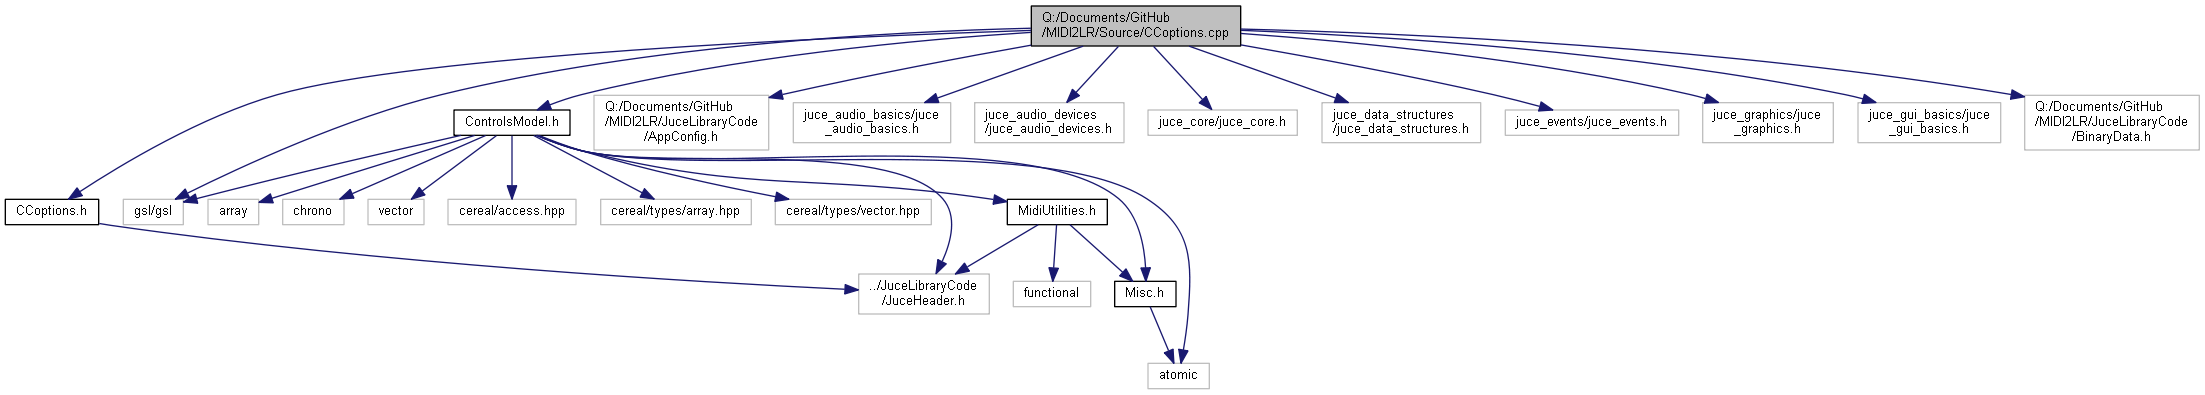 Q:/Documents/GitHub
/MIDI2LR/Source/CCoptions.cpp
ControlsModel.h
Q:/Documents/GitHub
/MIDI2LR/JuceLibraryCode
/AppConfig.h
juce_audio_basics/juce
_audio_basics.h
juce_audio_devices
/juce_audio_devices.h
juce_core/juce_core.h
juce_data_structures
/juce_data_structures.h
juce_events/juce_events.h
juce_graphics/juce
_graphics.h
juce_gui_basics/juce
_gui_basics.h
Q:/Documents/GitHub
/MIDI2LR/JuceLibraryCode
/BinaryData.h
CCoptions.h
gsl/gsl
array
chrono
vector
cereal/access.hpp
cereal/types/array.hpp
cereal/types/vector.hpp
MidiUtilities.h
../JuceLibraryCode
/JuceHeader.h
functional
Misc.h
atomic